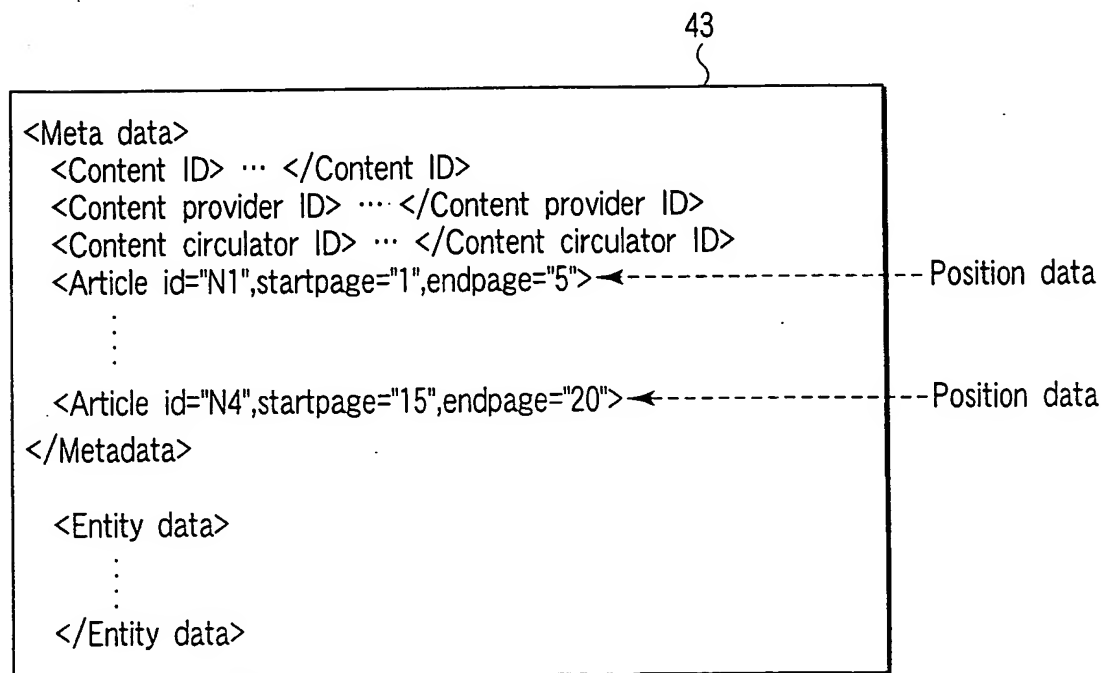 43
<Meta data>
<Content ID> ··· </Content ID>
<Content provider ID> ··· </Content provider ID>
<Content circulator ID> ··· </Content circulator ID>
<Article id="N1",startpage="1",endpage="5"> Position data
<Article id="N4",startpage="15",endpage="20"> Position data
</Metadata>
<Entity data>
</Entity data>